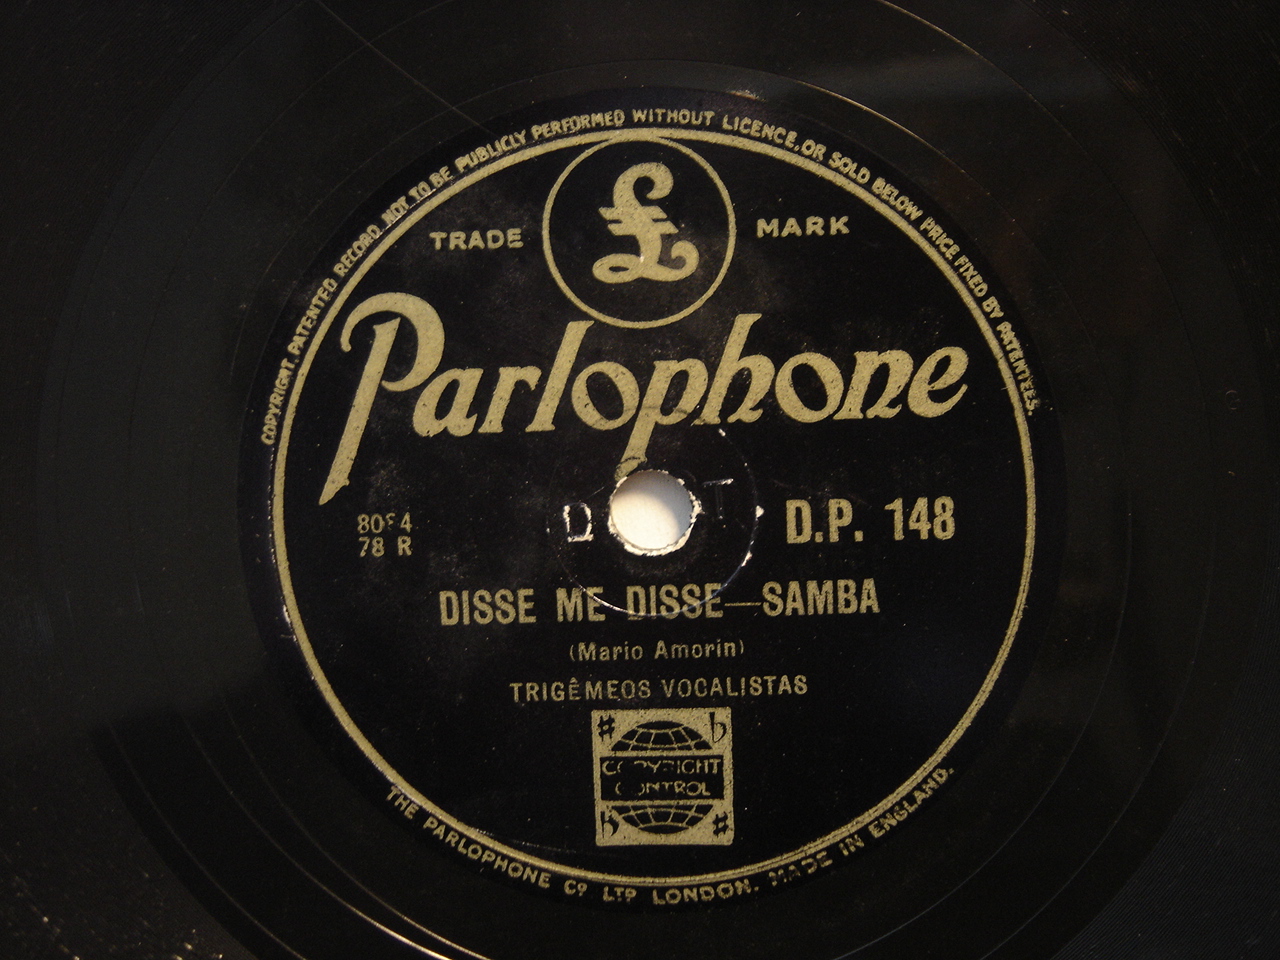 COPYRIGHT. PATENTED RECORD. NOT TO BE PUBLICLY PERFORMED WITHOUT LICENCE, OR SOLD BELOW PRICE FIXED BY PATENTEES.
£
TRADE MARK
Parlophone
78 R
D.P. 148
DISSE ME DISSE—SAMBA
(Mario Amorin)
TRIGÊMEOS VOCALISTAS
COPYRIGHT
CONTROL
THE PARLOPHONE Cº LTD LONDON. MADE IN ENGLAND.